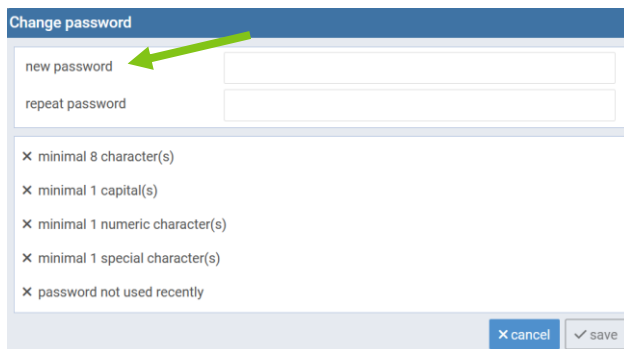 Change password
new password
repeat password
× minimal 8 character(s)
× minimal 1 capital(s)
× minimal 1 numeric character(s)
× minimal 1 special character(s)
× password not used recently
× cancel ✓ save